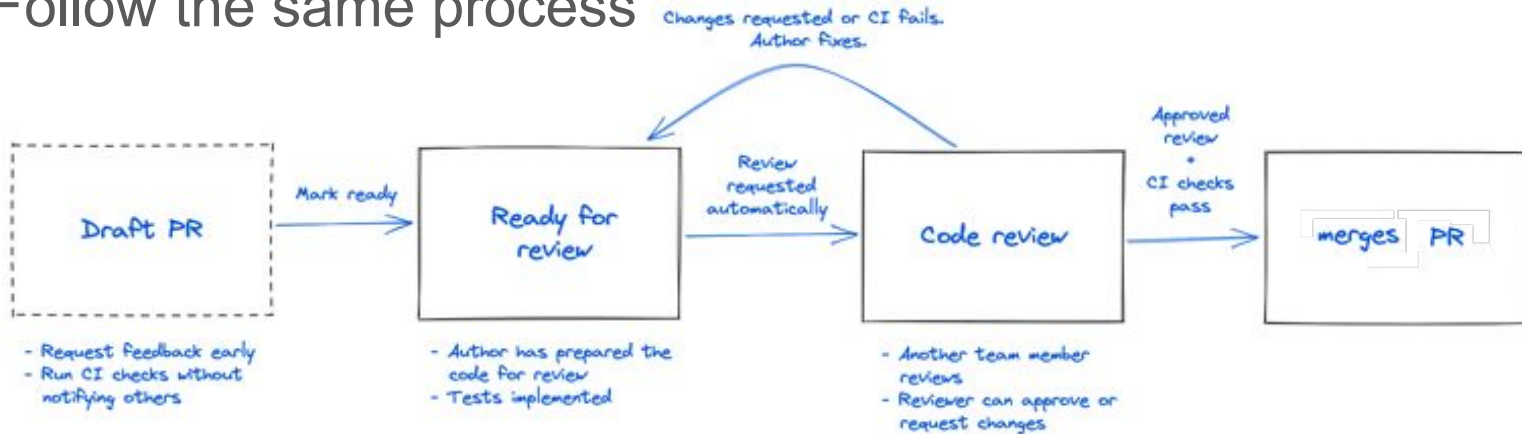 Follow the same process
Changes requested or CI fails.
Author fixes.
Draft PR
- Request feedback early
- Run CI checks without
notifying others
Mark ready
Ready for
review
- Author has prepared the
code for review
- Tests implemented
Review
requested
automatically
Code review
- Another team member
reviews
- Reviewer can approve or
request changes
Approved
review
+
CI checks
pass
merges PR